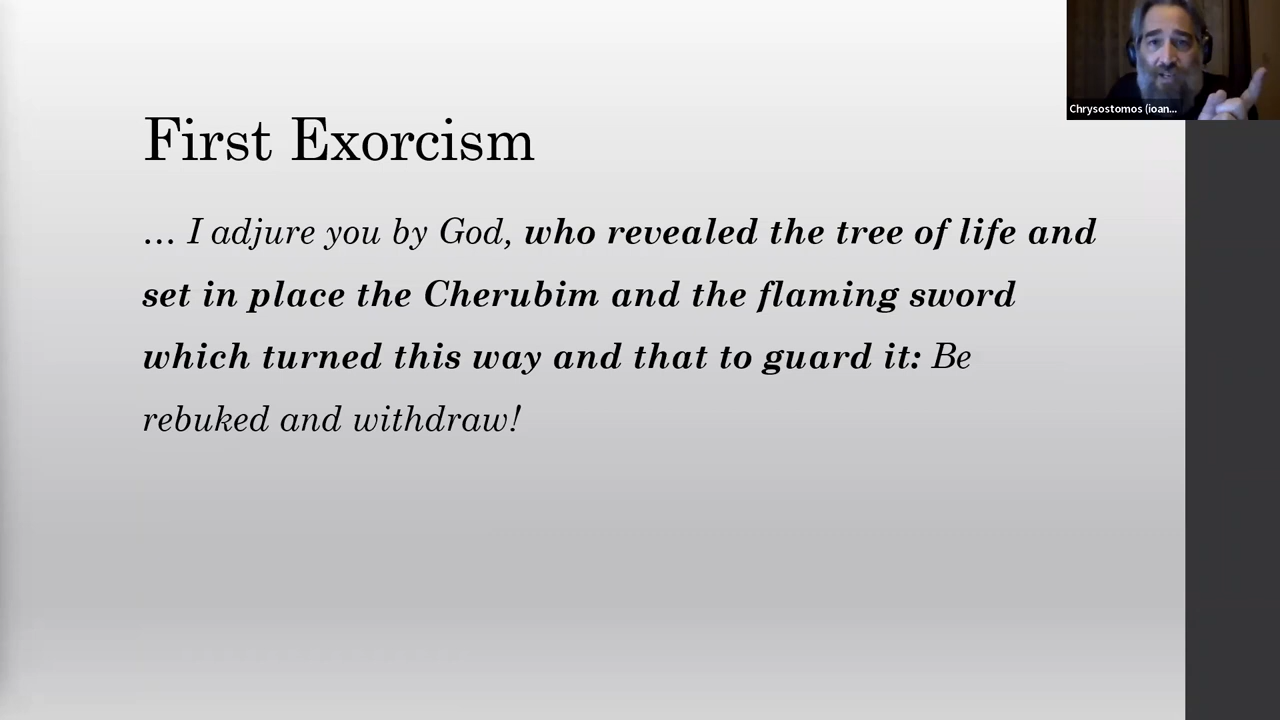 First Exorcism
... I adjure you by God, who revealed the tree of life and
set in place the Cherubim and the flaming sword
which turned this way and that to guard it: Be
rebuked and withdraw!
Chrysostomos (ioan...